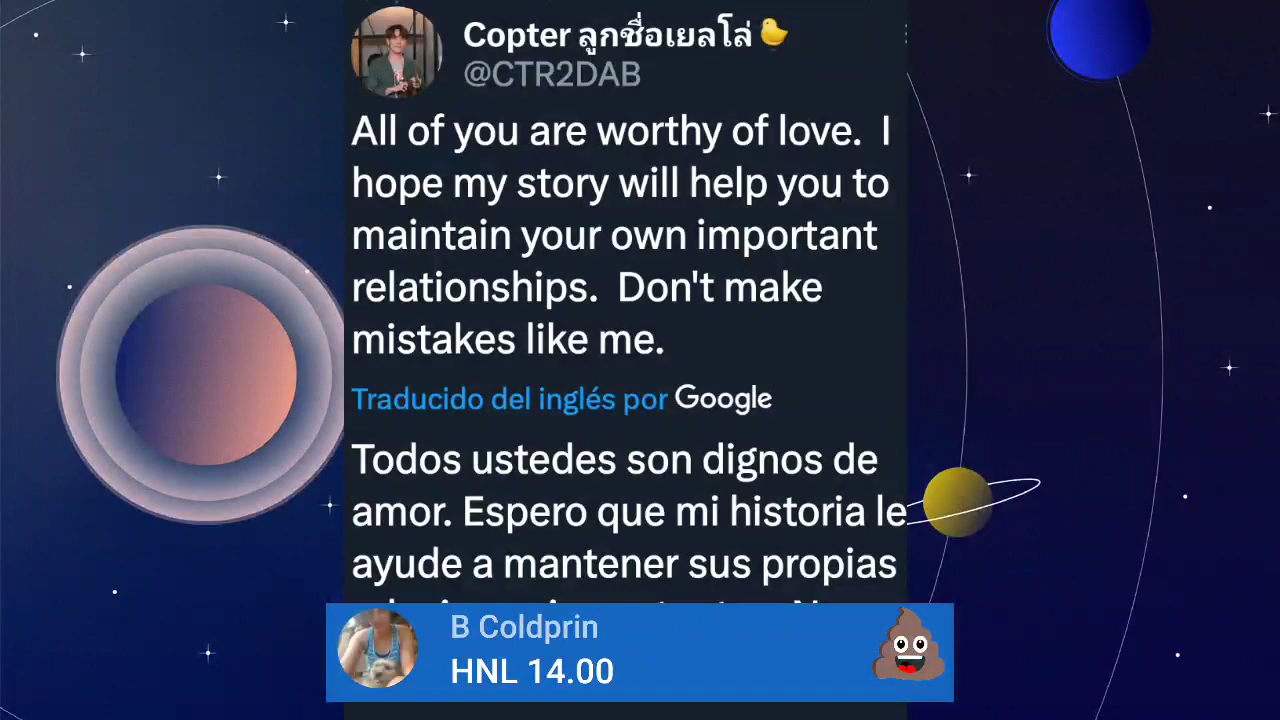 Copter ลูกชื่อเยลโล่ 🐤
@CTR2DAB
All of you are worthy of love. I
hope my story will help you to
maintain your own important
relationships. Don't make
mistakes like me.
Traducido del inglés por Google
Todos ustedes son dignos de
amor. Espero que mi historia le
ayude a mantener sus propias
B Coldprin
HNL 14.00